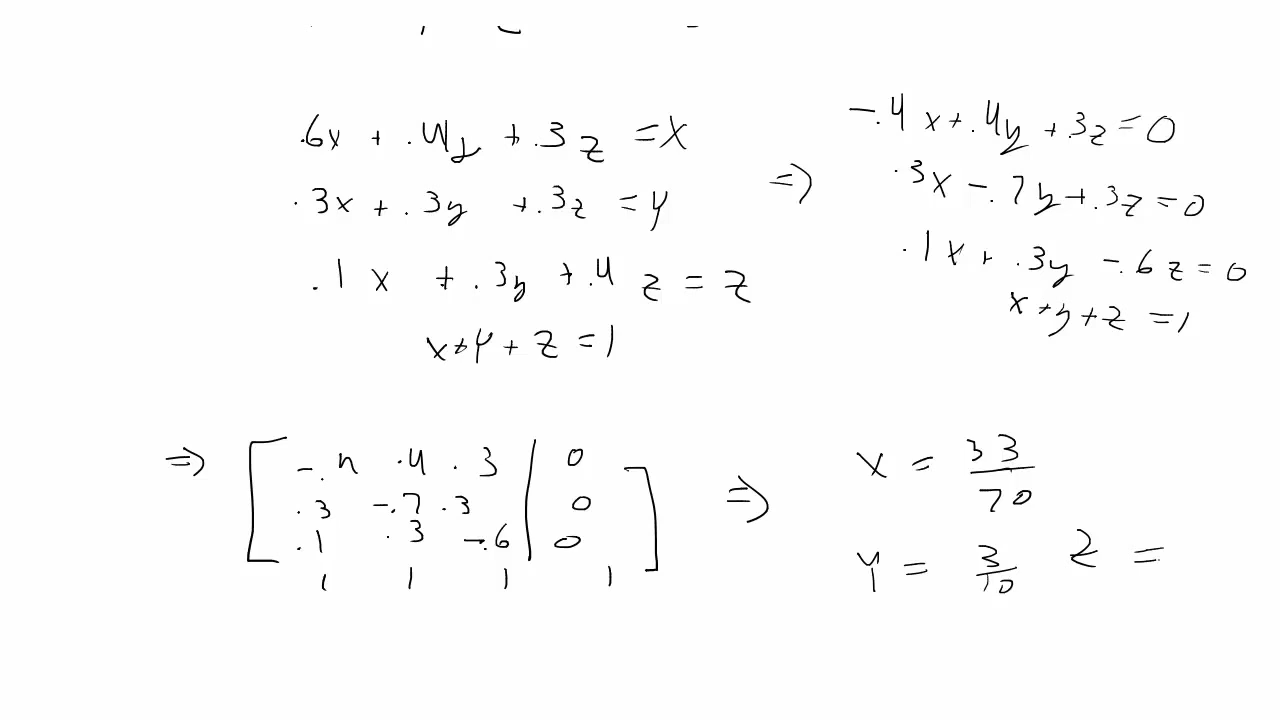 .6x + .4y + .3z = x
.3x + .3y + .3z = y
.1x + .3y + .4z = z
x + y + z = 1
=>
-.4x + .4y + .3z = 0
.3x - .7y + .3z = 0
.1x + .3y - .6z = 0
x + y + z = 1
=> [ -.4 .4 .3 | 0
.3 -.7 .3 | 0
.1 .3 -.6 | 0 ]
1 1 1 1
=> x = 33/70
y = 3/10 z =